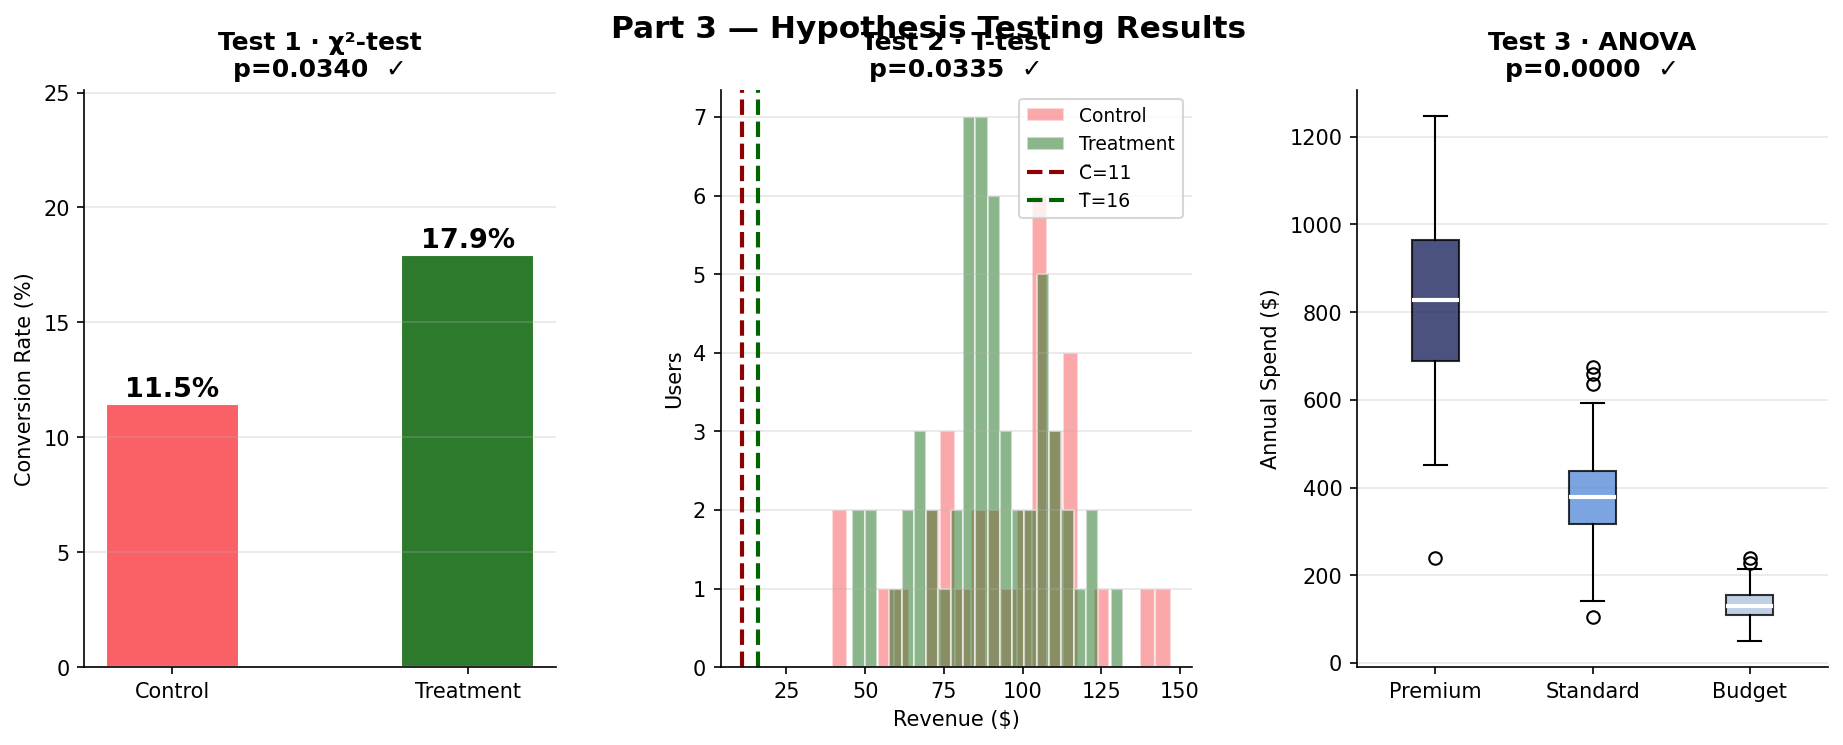 Part 3 — Hypothesis Testing Results
Test 1 · χ²-test
p=0.0340 ✓
25
20
15
10
5
0
Conversion Rate (%)
11.5%
17.9%
Control
Treatment
Test 2 · T-test
p=0.0335 ✓
7
6
5
4
3
2
1
0
Users
Control
Treatment
C̄=11
T̄=16
25
50
75
100
125
150
Revenue ($)
Test 3 · ANOVA
p=0.0000 ✓
1200
1000
800
600
400
200
0
Annual Spend ($)
Premium
Standard
Budget